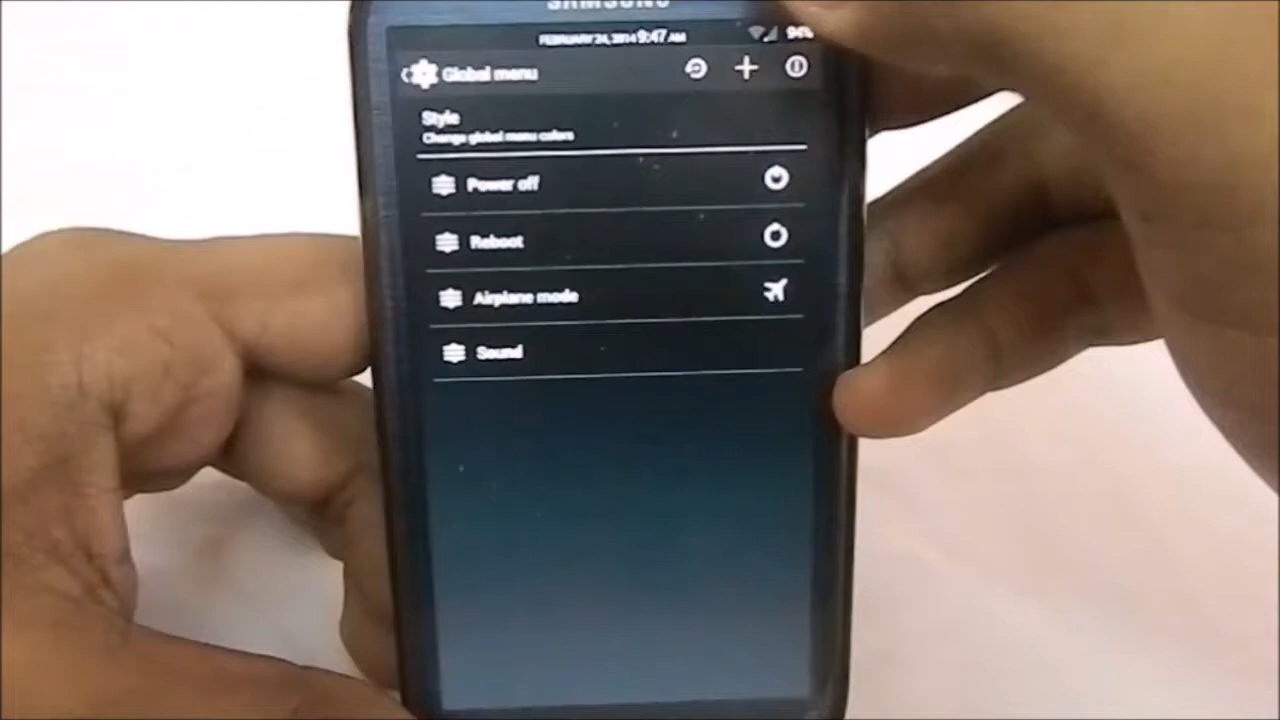 SAMSUNG
FEBRUARY 24, 2014 9:47 AM 94%
Global menu
Style
Change global menu colors
Power off
Reboot
Airplane mode
Sound